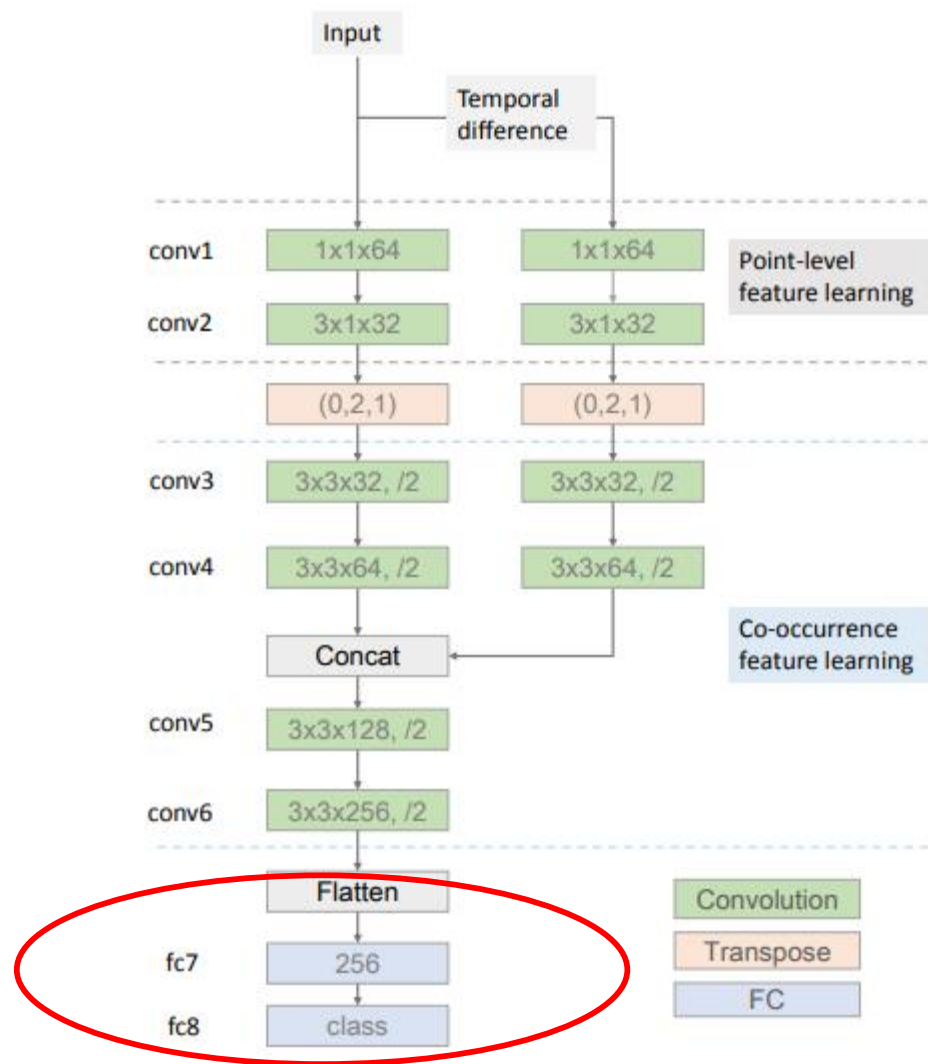 Input
Temporal
difference
conv1
1x1x64
1x1x64
Point-level
feature learning
conv2
3x1x32
3x1x32
(0,2,1)
(0,2,1)
conv3
3x3x32, /2
3x3x32, /2
conv4
3x3x64, /2
3x3x64, /2
Concat
Co-occurrence
feature learning
conv5
3x3x128, /2
conv6
3x3x256, /2
Flatten
Convolution
fc7
256
Transpose
FC
fc8
class